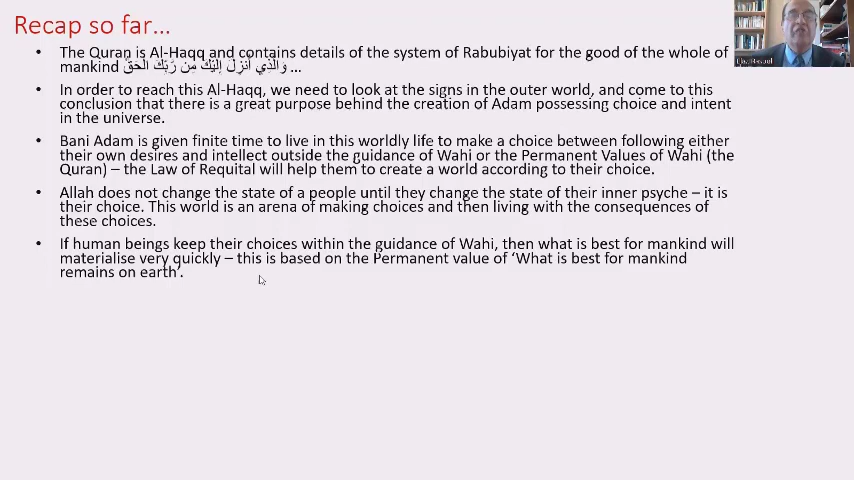 Recap so far...
• The Quran is Al-Haqq and contains details of the system of Rabubiyat for the good of the whole of
mankind وَالَّذِي أُنزِلَ إِلَيْكَ مِن رَّبِّكَ الْحَقُّ ...
• In order to reach this Al-Haqq, we need to look at the signs in the outer world, and come to this
conclusion that there is a great purpose behind the creation of Adam possessing choice and intent
in the universe.
• Bani Adam is given finite time to live in this worldly life to make a choice between following either
their own desires and intellect outside the guidance of Wahi or the Permanent Values of Wahi (the
Quran) – the Law of Requital will help them to create a world according to their choice.
• Allah does not change the state of a people until they change the state of their inner psyche – it is
their choice. This world is an arena of making choices and then living with the consequences of
these choices.
• If human beings keep their choices within the guidance of Wahi, then what is best for mankind will
materialise very quickly – this is based on the Permanent value of ‘What is best for mankind
remains on earth’.